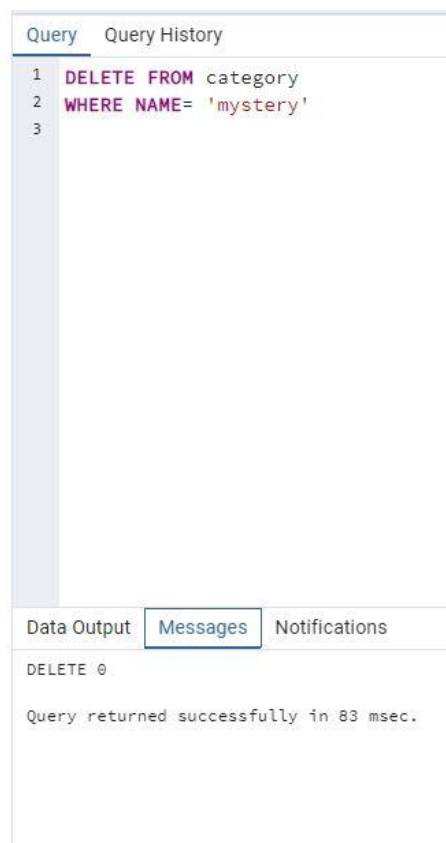 Query Query History
1 DELETE FROM category
2 WHERE NAME= 'mystery'
3
Data Output Messages Notifications
DELETE 0
Query returned successfully in 83 msec.